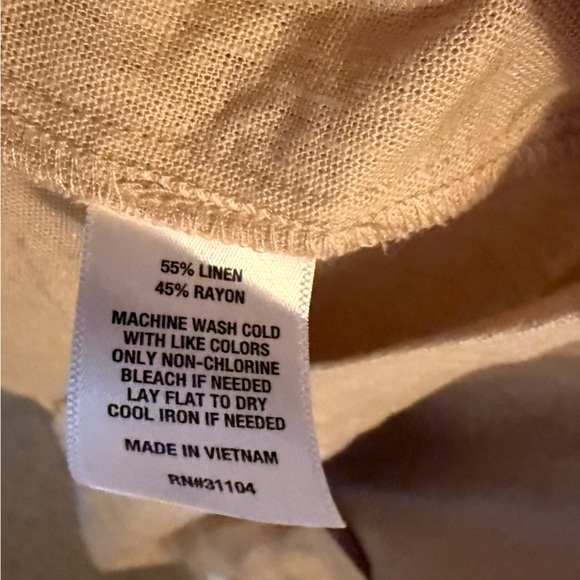 55% LINEN
45% RAYON
MACHINE WASH COLD
WITH LIKE COLORS
ONLY NON-CHLORINE
BLEACH IF NEEDED
LAY FLAT TO DRY
COOL IRON IF NEEDED
MADE IN VIETNAM
RN#31104